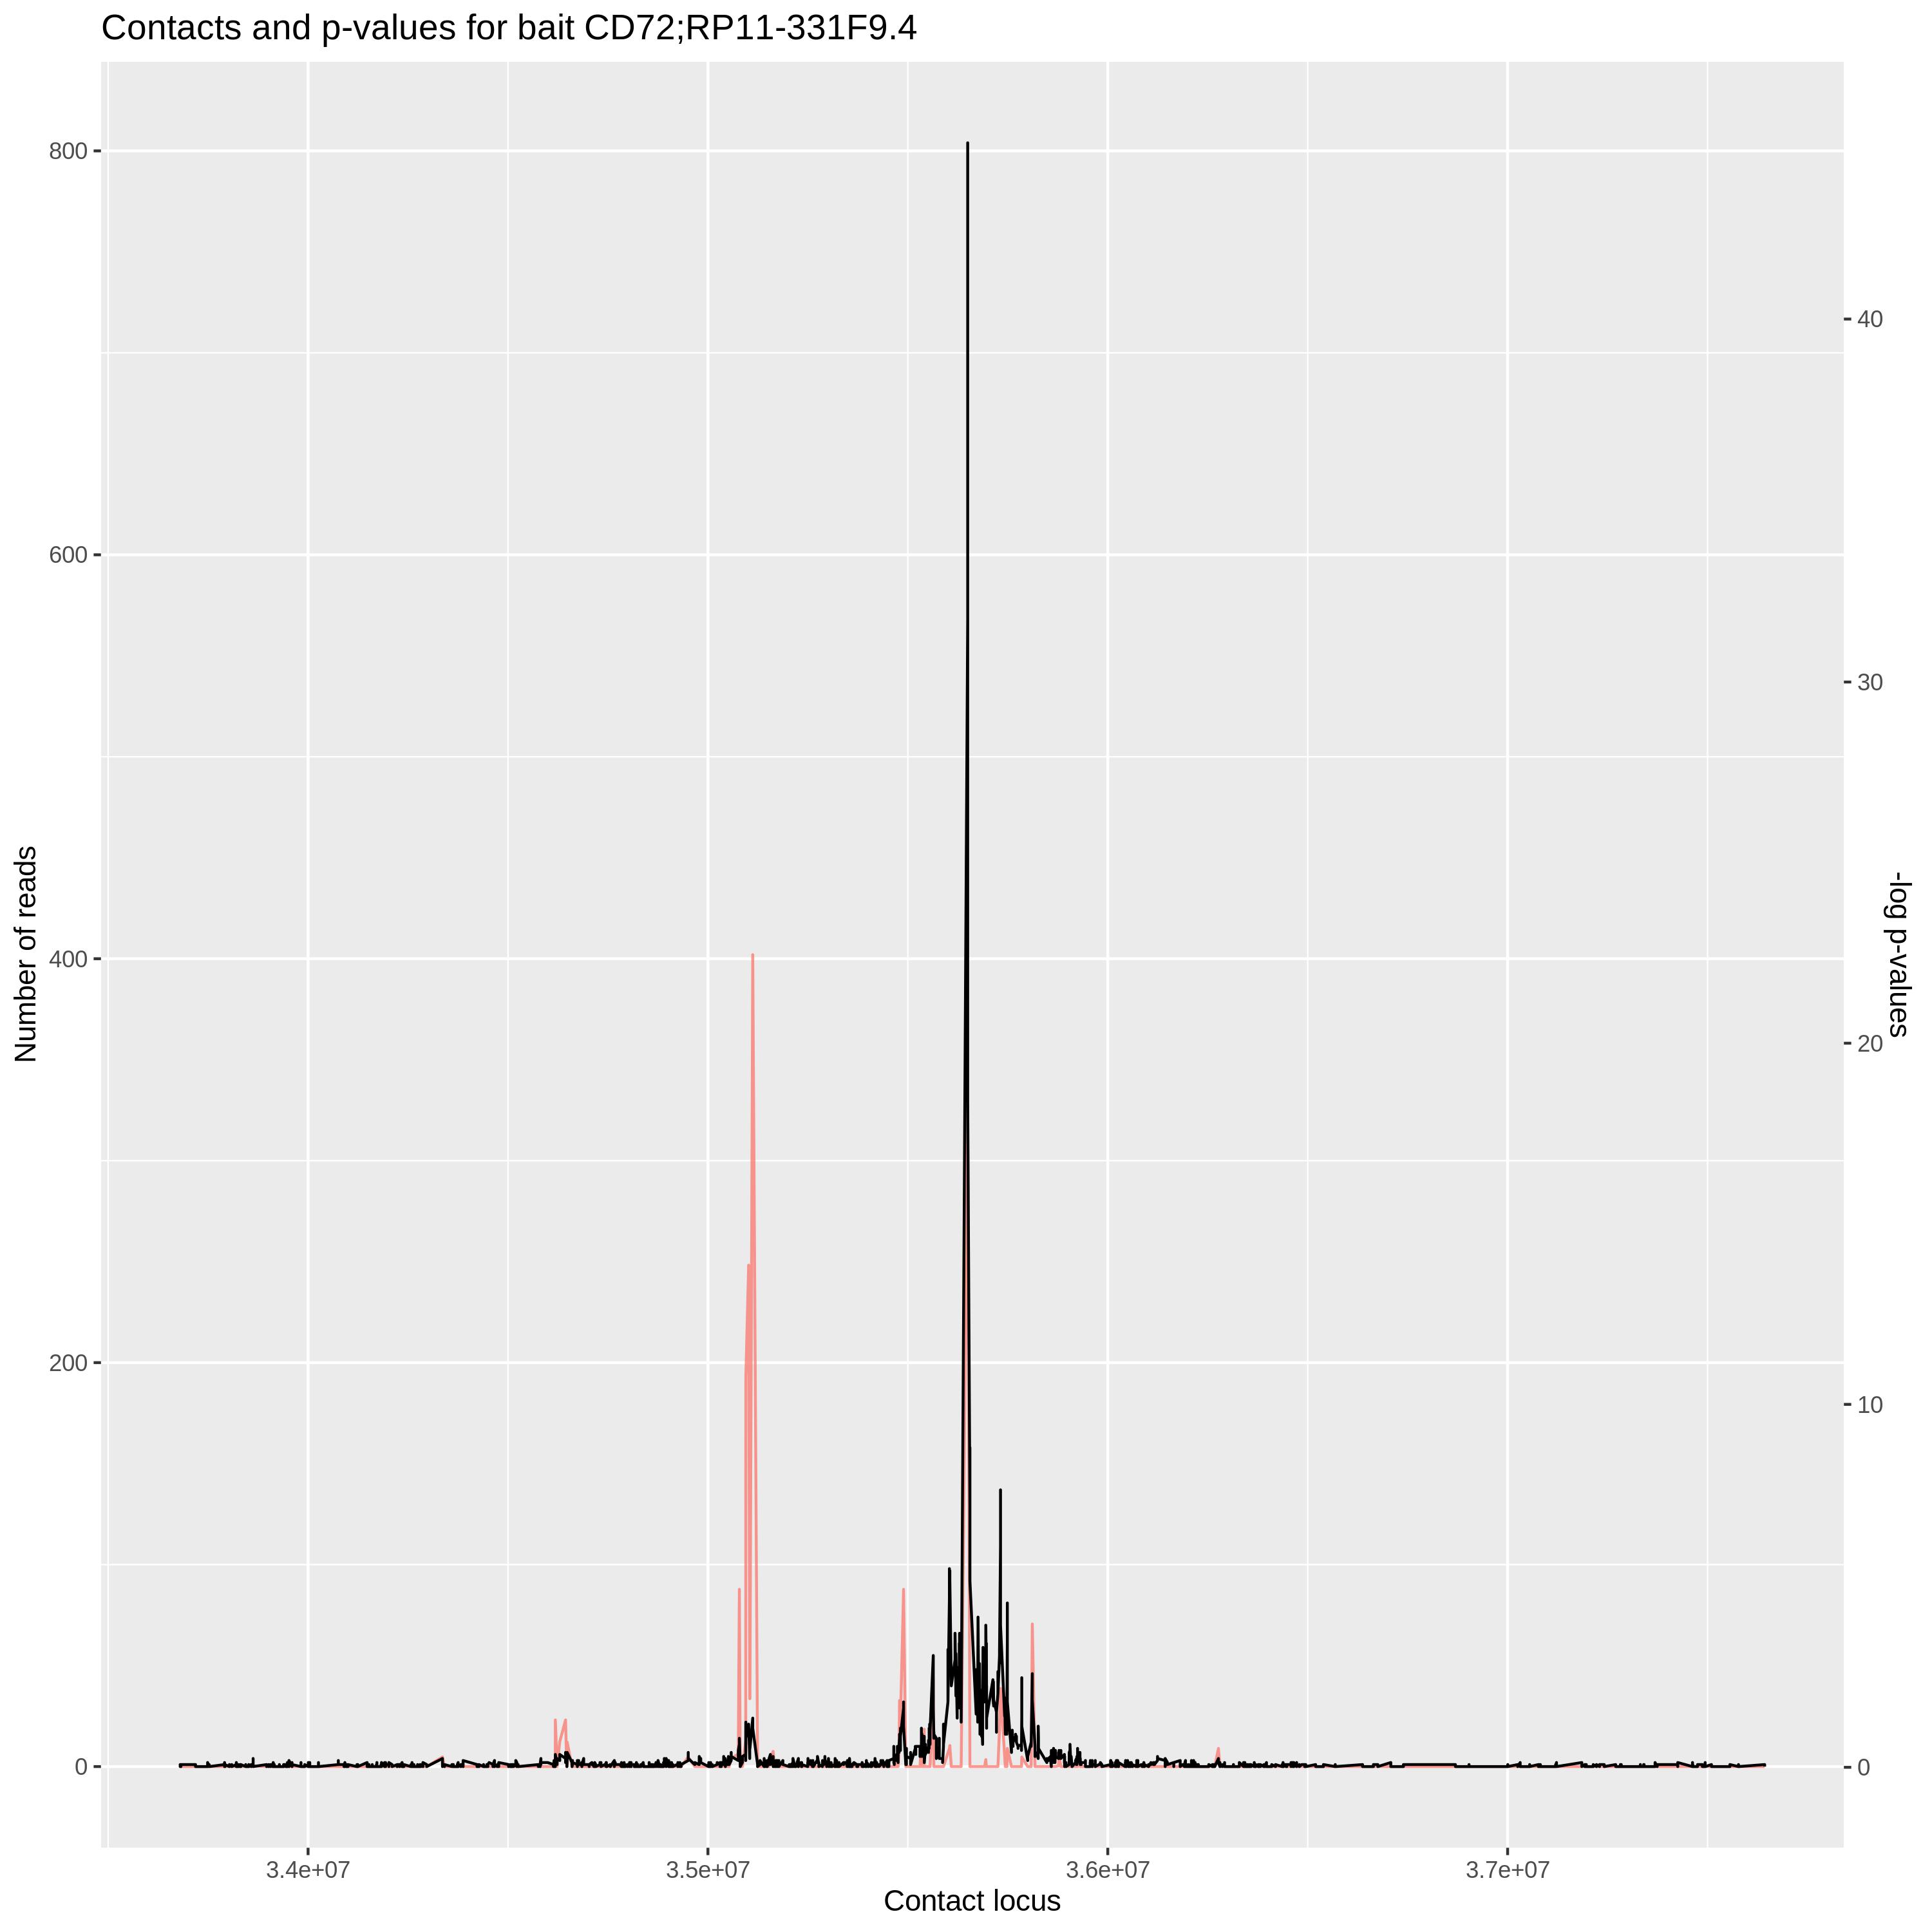 Contacts and p-values for bait CD72;RP11-331F9.4
800
600
400
200
0
Number of reads
40
30
20
10
0
-log p-values
3.4e+07
3.5e+07
3.6e+07
3.7e+07
Contact locus